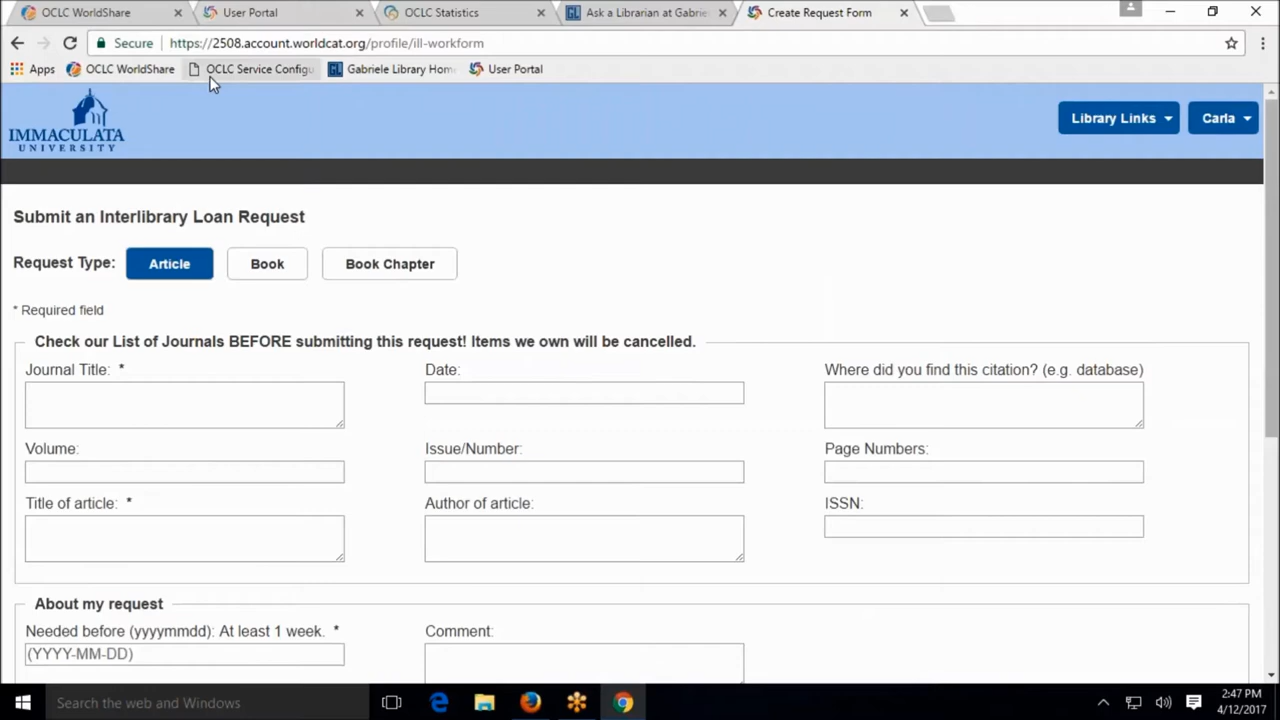 OCLC WorldShare
User Portal
OCLC Statistics
Ask a Librarian at Gabrie
Create Request Form
Secure https://2508.account.worldcat.org/profile/ill-workform
Apps OCLC WorldShare OCLC Service Configu Gabriele Library Hom User Portal
IMMACULATA
UNIVERSITY
Library Links
Carla
Submit an Interlibrary Loan Request
Request Type: Article Book Book Chapter
* Required field
Check our List of Journals BEFORE submitting this request! Items we own will be cancelled.
Journal Title: * Date: Where did you find this citation? (e.g. database)
Volume: Issue/Number: Page Numbers:
Title of article: * Author of article: ISSN:
About my request
Needed before (yyyymmdd): At least 1 week. * Comment:
(YYYY-MM-DD)
Search the web and Windows
2:47 PM
4/12/2017